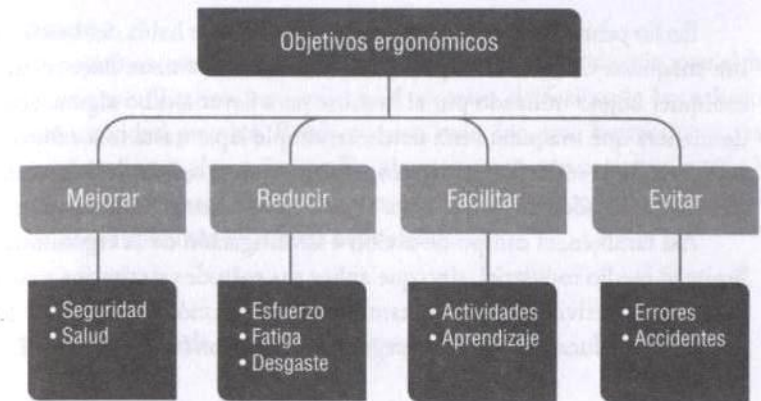 Objetivos ergonómicos
Mejorar
Reducir
Facilitar
Evitar
• Seguridad
• Salud
• Esfuerzo
• Fatiga
• Desgaste
• Actividades
• Aprendizaje
• Errores
• Accidentes